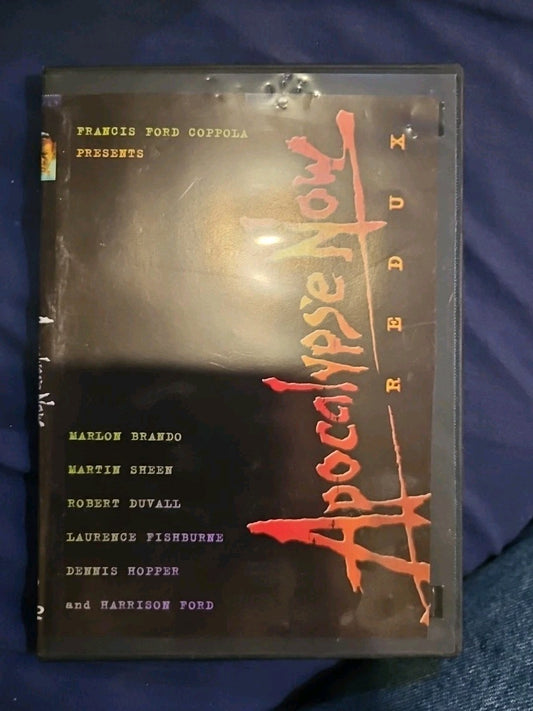 FRANCIS FORD COPPOLA
PRESENTS
Apocalypse Now
REDUX
MARLON BRANDO
MARTIN SHEEN
ROBERT DUVALL
LAURENCE FISHBURNE
DENNIS HOPPER
and HARRISON FORD